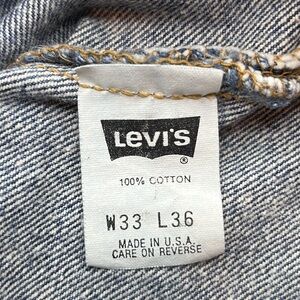 LEVI'S
®
100% COTTON
W33 L36
MADE IN U.S.A.
CARE ON REVERSE